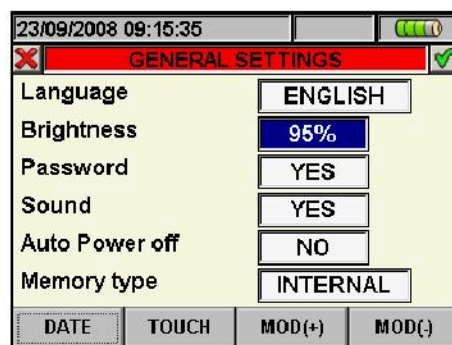 23/09/2008 09:15:35
GENERAL SETTINGS
Language ENGLISH
Brightness 95%
Password YES
Sound YES
Auto Power off NO
Memory type INTERNAL
DATE TOUCH MOD(+) MOD(-)